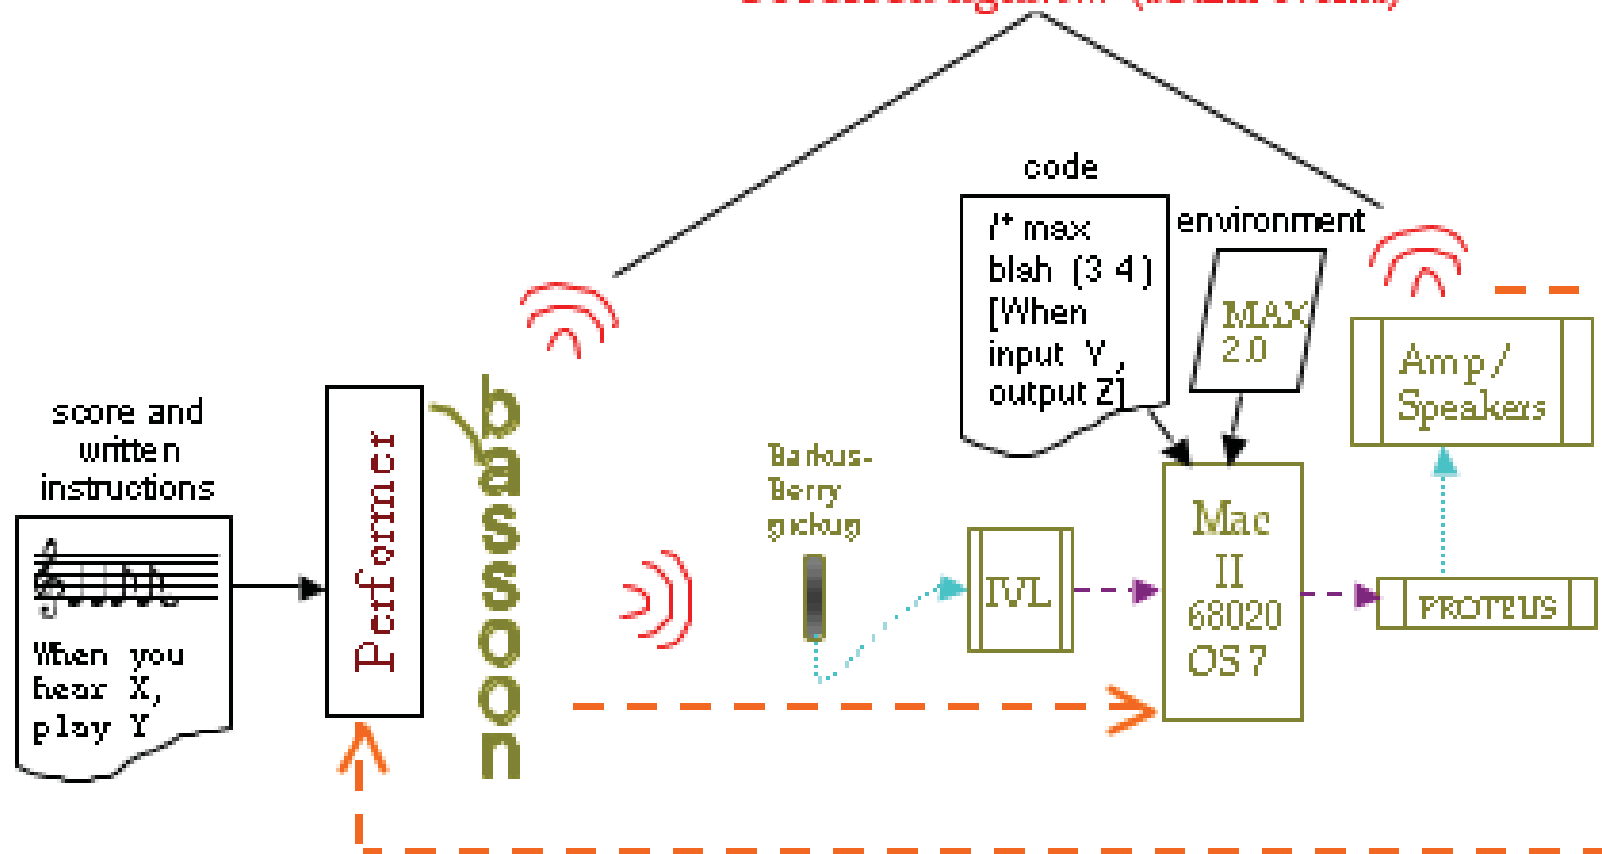 code
/* max
blah (3 4)
[When
input Y,
output Z]
environment
MAX
2.0
Amp/
Speakers
score and
written
instructions
When you
hear X,
play Y
Performer
bassoon
Barkus-
Berry
pickup
IVL
Mac
II
68020
OS 7
PROTEUS